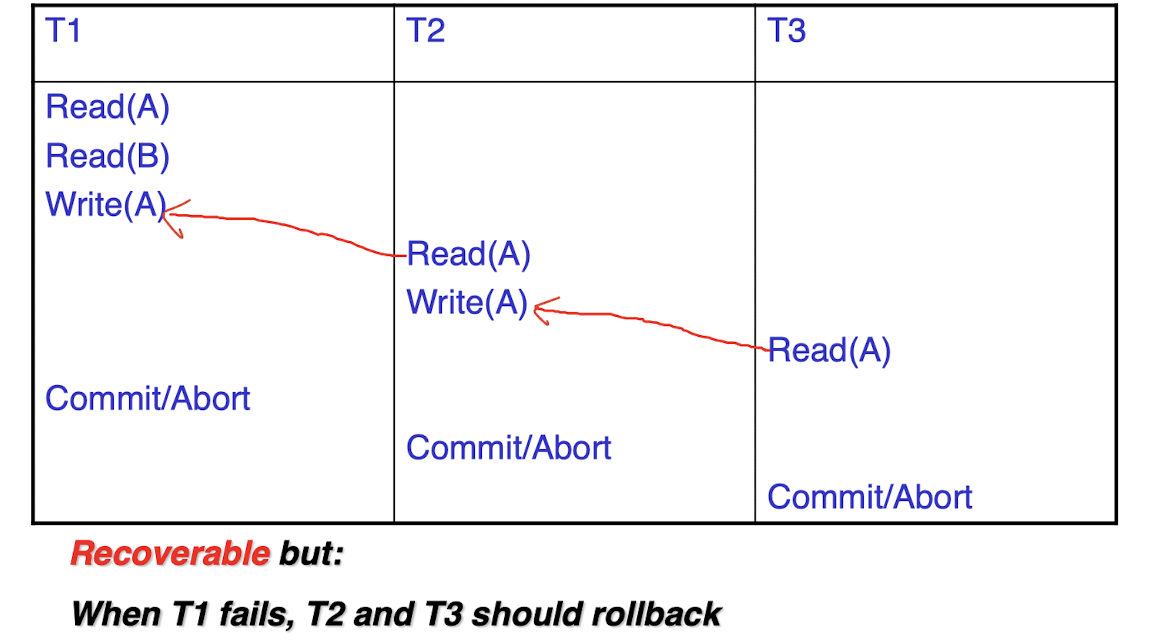 T1 T2 T3
Read(A)
Read(B)
Write(A)
Read(A)
Write(A)
Read(A)
Commit/Abort
Commit/Abort
Commit/Abort
Recoverable but:
When T1 fails, T2 and T3 should rollback